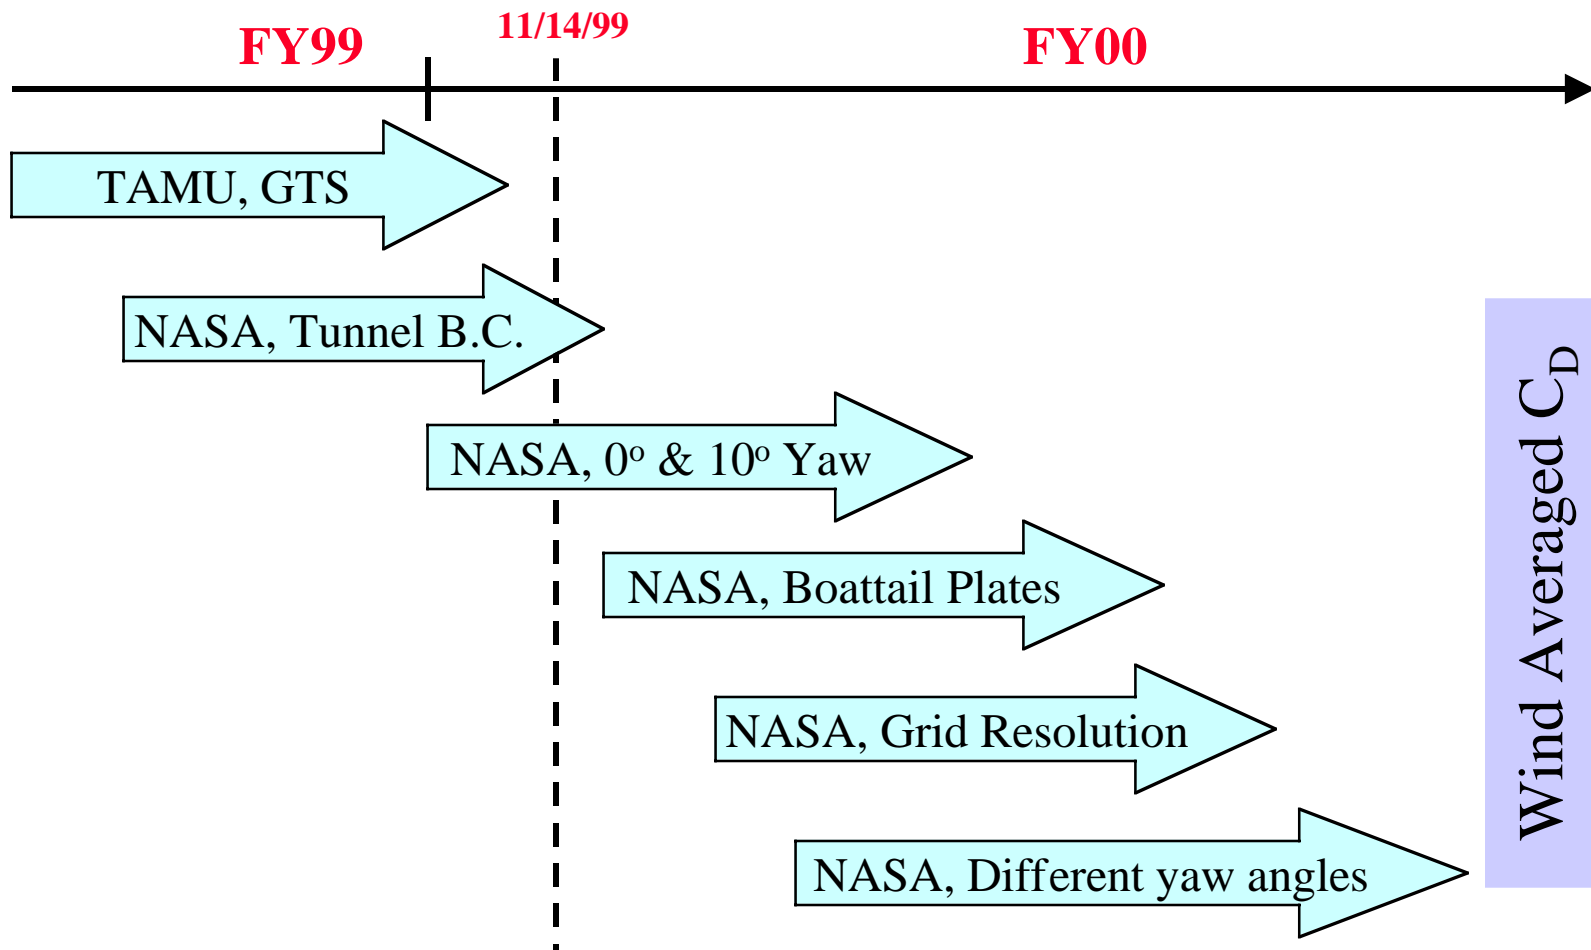 FY99
11/14/99
FY00
TAMU, GTS
NASA, Tunnel B.C.
NASA, 0º & 10º Yaw
NASA, Boattail Plates
NASA, Grid Resolution
NASA, Different yaw angles
Wind Averaged C_D